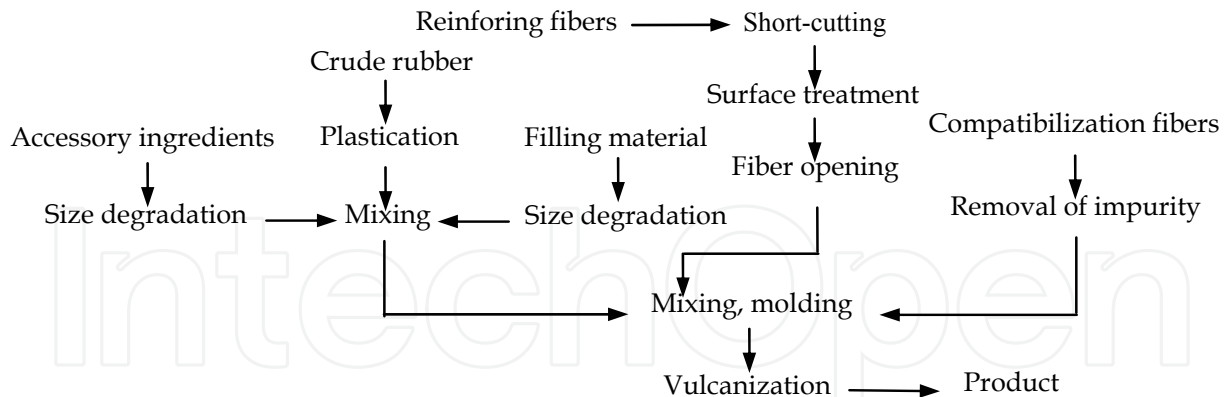 Reinforing fibers
Short-cutting
Crude rubber
Surface treatment
Accessory ingredients
Plastication
Filling material
Compatibilization fibers
Fiber opening
Size degradation
Mixing
Size degradation
Removal of impurity
Mixing, molding
Vulcanization
Product
IntechOpen